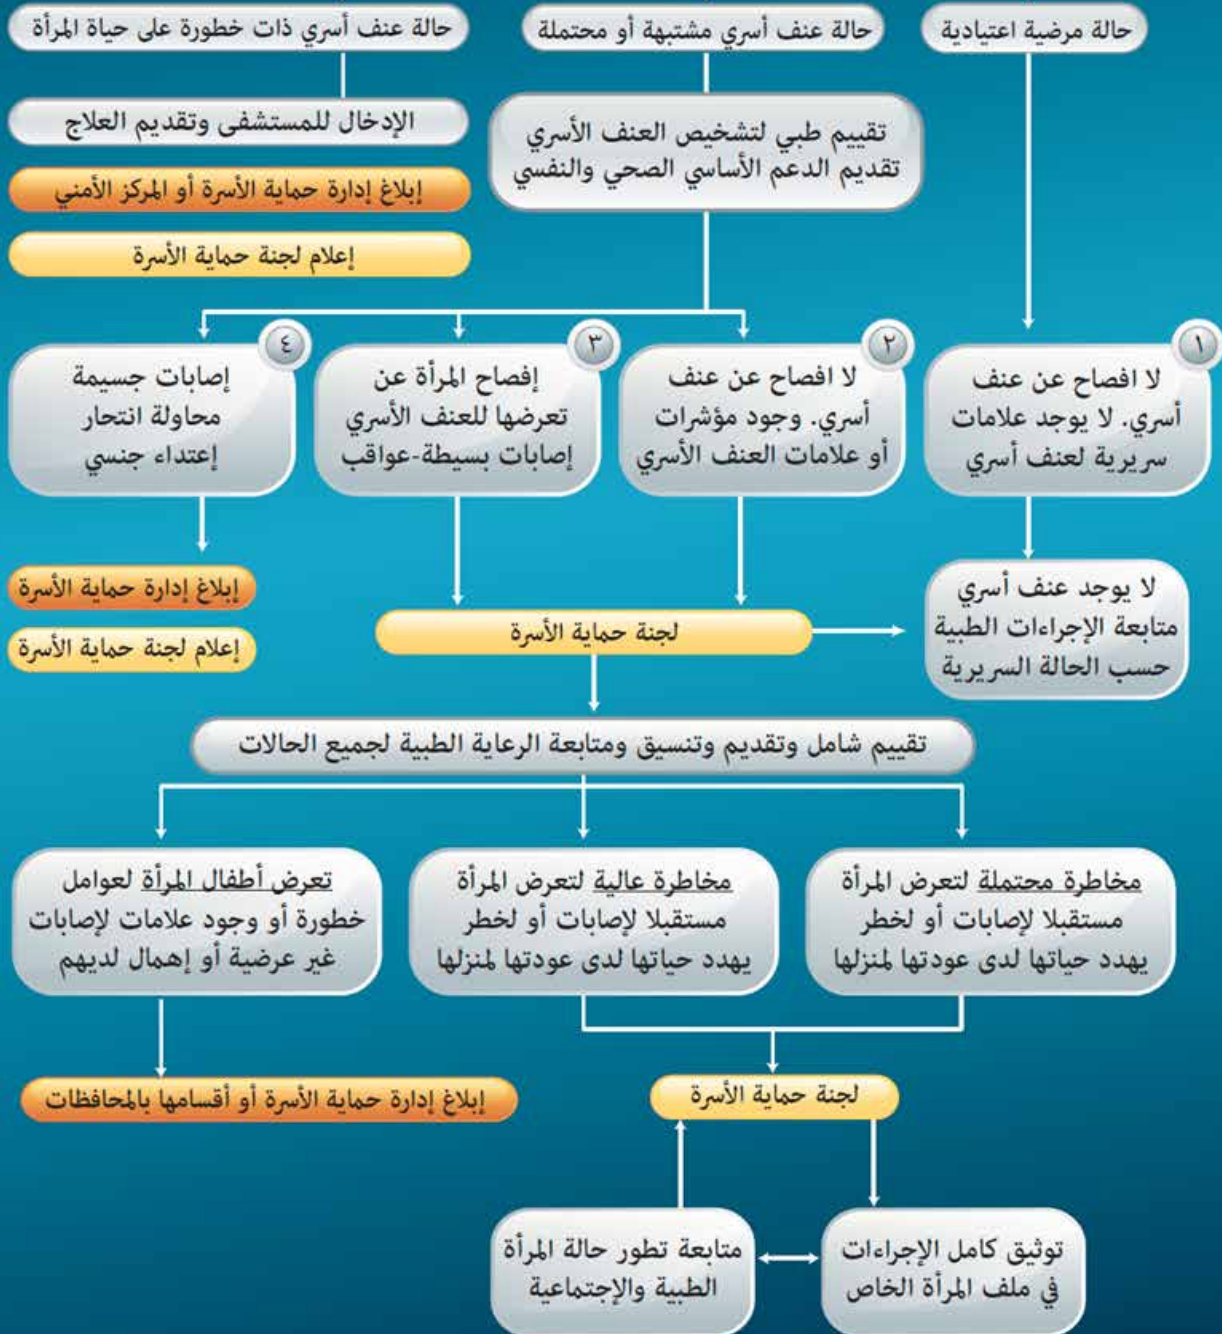 حالة مرضية اعتيادية
حالة عنف أسري مشتبهة أو محتملة
حالة عنف أسري ذات خطورة على حياة المرأة
تقييم طبي لتشخيص العنف الأسري
تقديم الدعم الأساسي الصحي والنفسي
الإدخال للمستشفى وتقديم العلاج
إبلاغ إدارة حماية الأسرة أو المركز الأمني
إعلام لجنة حماية الأسرة
١
لا افصاح عن عنف
أسري. لا يوجد علامات
سريرية لعنف أسري
٢
لا افصاح عن عنف
أسري. وجود مؤشرات
أو علامات العنف الأسري
٣
إفصاح المرأة عن
تعرضها للعنف الأسري
إصابات بسيطة-عواقب
٤
إصابات جسيمة
محاولة انتحار
إعتداء جنسي
لا يوجد عنف أسري
متابعة الإجراءات الطبية
حسب الحالة السريرية
لجنة حماية الأسرة
إبلاغ إدارة حماية الأسرة
إعلام لجنة حماية الأسرة
تقييم شامل وتقديم وتنسيق ومتابعة الرعاية الطبية لجميع الحالات
مخاطرة محتملة لتعرض المرأة
مستقبلا لإصابات أو لخطر
يهدد حياتها لدى عودتها لمنزلها
مخاطرة عالية لتعرض المرأة
مستقبلا لإصابات أو لخطر
يهدد حياتها لدى عودتها لمنزلها
تعرض أطفال المرأة لعوامل
خطورة أو وجود علامات لإصابات
غير عرضية أو إهمال لديهم
لجنة حماية الأسرة
إبلاغ إدارة حماية الأسرة أو أقسامها بالمحافظات
توثيق كامل الإجراءات
في ملف المرأة الخاص
متابعة تطور حالة المرأة
الطبية والإجتماعية